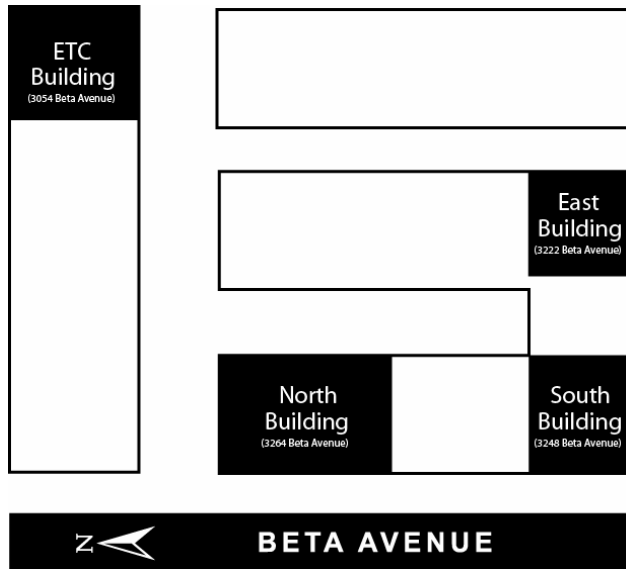 ETC
Building
(3054 Beta Avenue)
East
Building
(3222 Beta Avenue)
North
Building
(3264 Beta Avenue)
South
Building
(3248 Beta Avenue)
N
BETA AVENUE